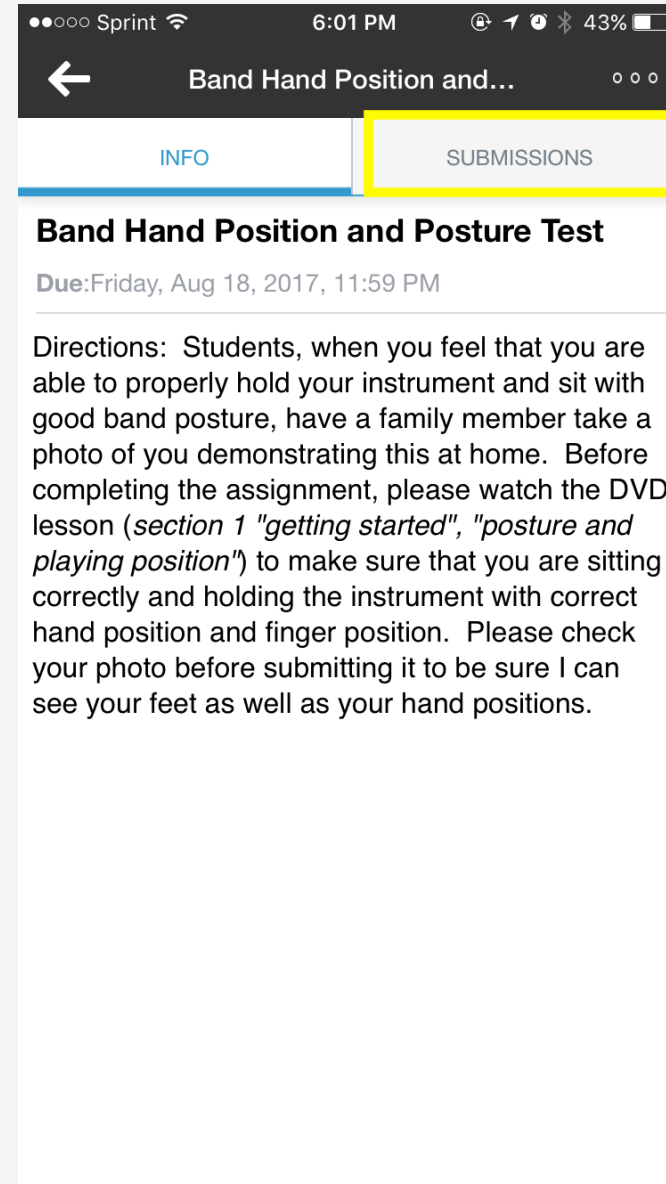 Sprint 6:01 PM 43%
Band Hand Position and...
INFO SUBMISSIONS
Band Hand Position and Posture Test
Due:Friday, Aug 18, 2017, 11:59 PM
Directions:  Students, when you feel that you are
able to properly hold your instrument and sit with
good band posture, have a family member take a
photo of you demonstrating this at home.  Before
completing the assignment, please watch the DVD
lesson (section 1 "getting started", "posture and
playing position") to make sure that you are sitting
correctly and holding the instrument with correct
hand position and finger position.  Please check
your photo before submitting it to be sure I can
see your feet as well as your hand positions.